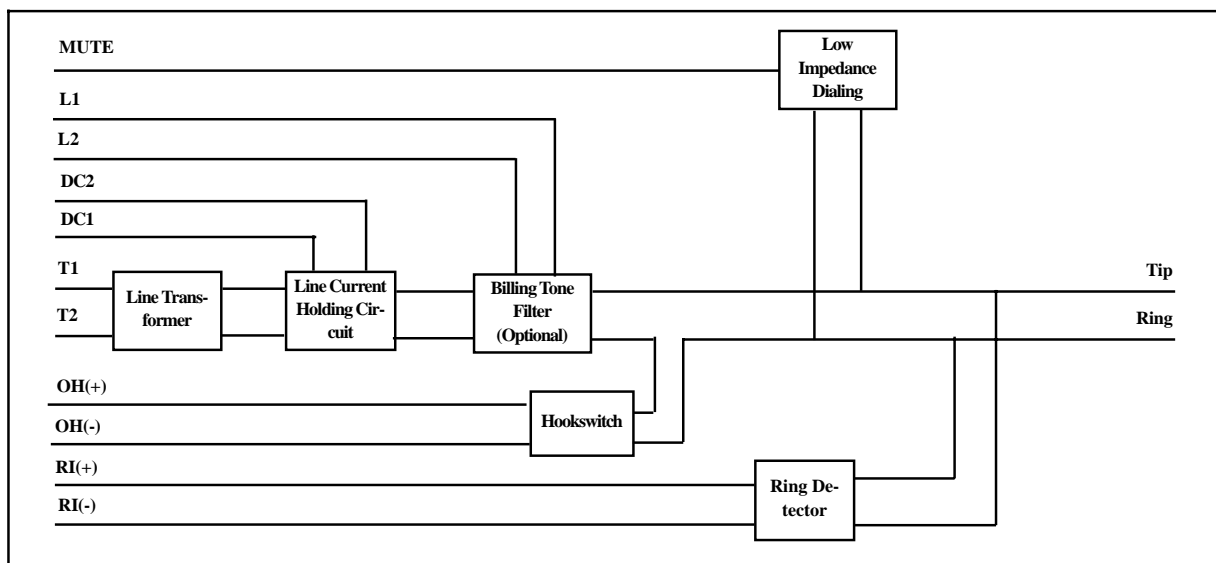 MUTE
Low
Impedance
Dialing
L1
L2
DC2
DC1
T1
T2
Line Trans-
former
Line Current
Holding Cir-
cuit
Billing Tone
Filter
(Optional)
Tip
Ring
OH(+)
OH(-)
Hookswitch
RI(+)
RI(-)
Ring De-
tector